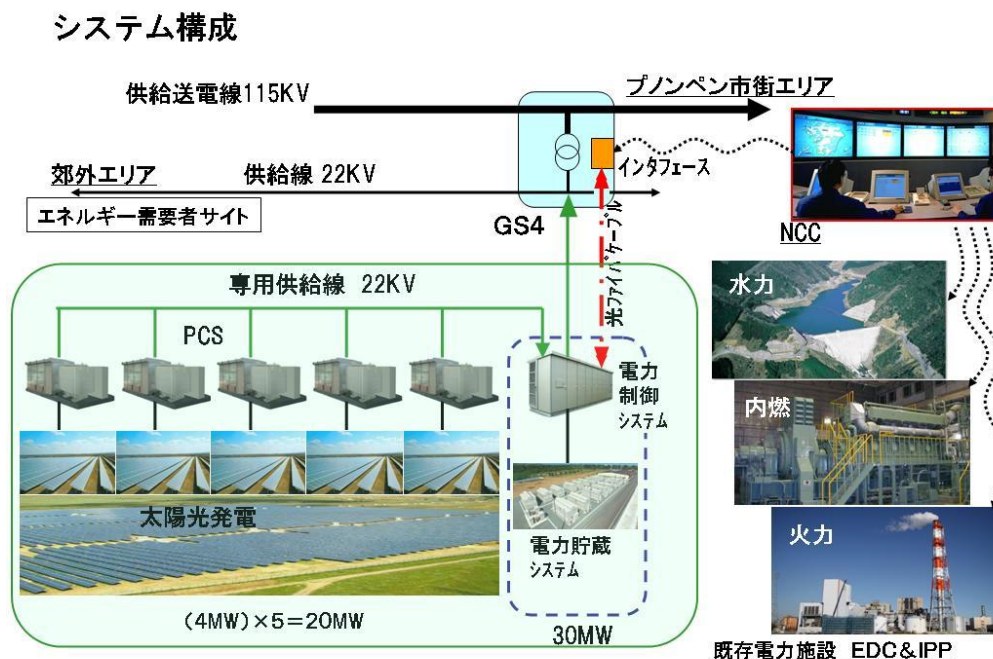 システム構成
供給送電線115KV
プノンペン市街エリア
インタフェース
郊外エリア
供給線 22KV
エネルギー需要者サイト
GS4
NCC
光ファイバケーブル
専用供給線 22KV
PCS
電力
制御
システム
太陽光発電
電力貯蔵
システム
(4MW)×5=20MW
30MW
水力
内燃
火力
既存電力施設 EDC&IPP